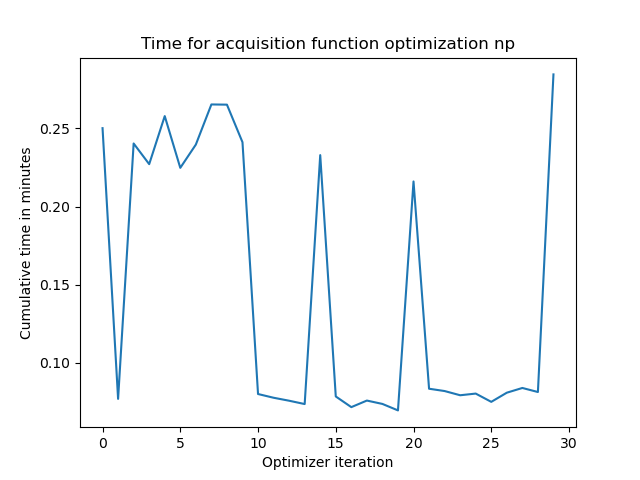 Time for acquisition function optimization np
Cumulative time in minutes
0.25
0.20
0.15
0.10
0 5 10 15 20 25 30
Optimizer iteration